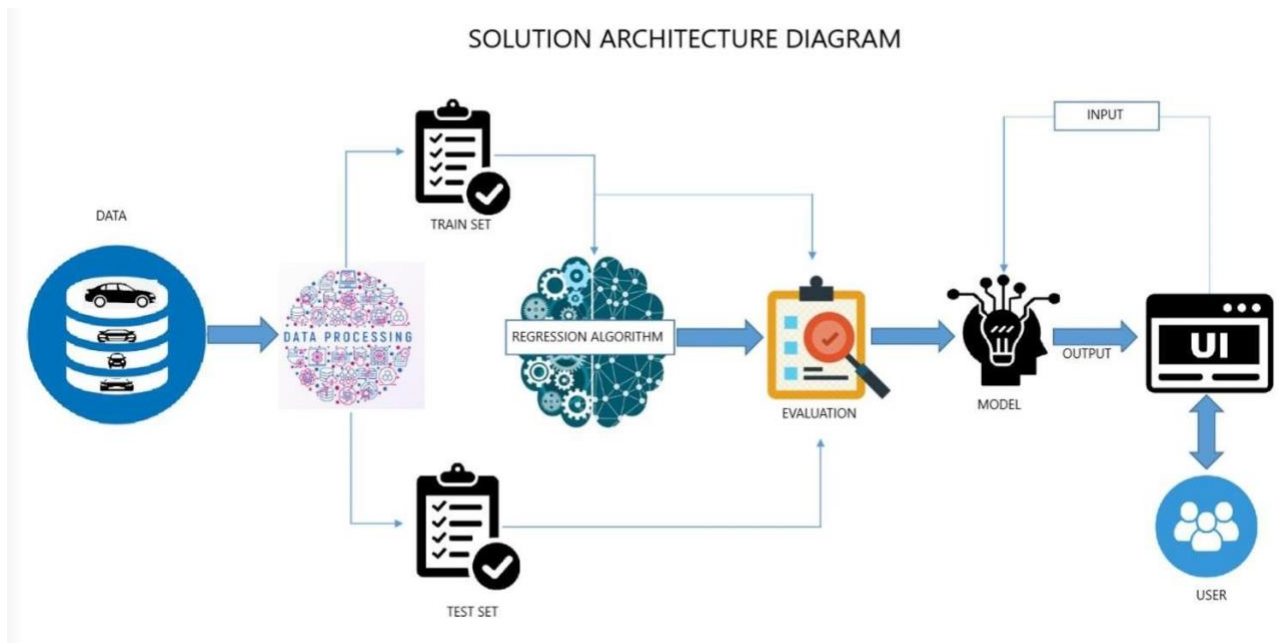 SOLUTION ARCHITECTURE DIAGRAM
INPUT
TRAIN SET
DATA
DATA PROCESSING
REGRESSION ALGORITHM
UI
OUTPUT
MODEL
EVALUATION
USER
TEST SET